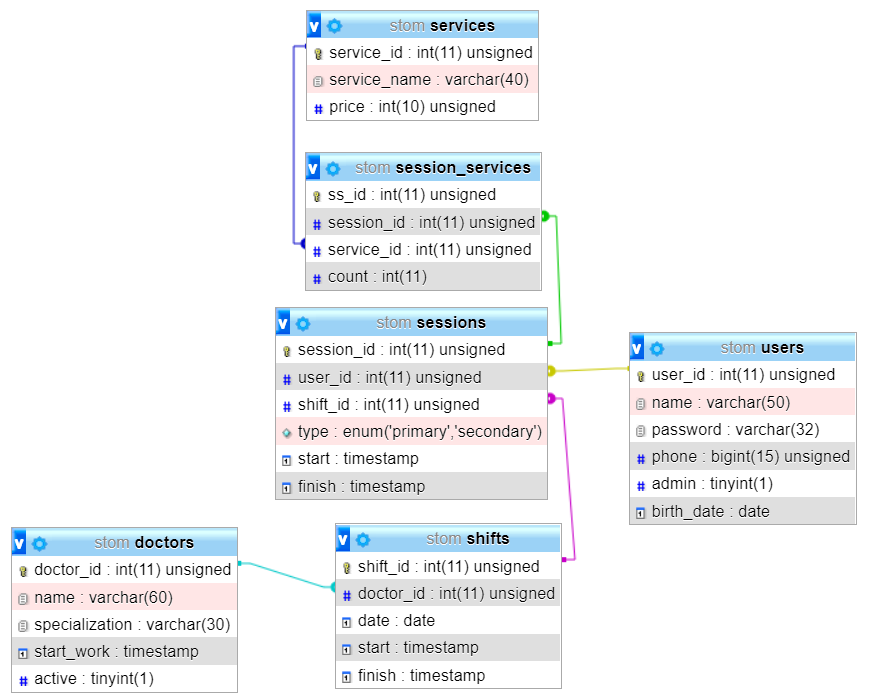 v stom services
service_id : int(11) unsigned
service_name : varchar(40)
# price : int(10) unsigned
v stom session_services
ss_id : int(11) unsigned
# session_id : int(11) unsigned
# service_id : int(11) unsigned
# count : int(11)
v stom sessions
session_id : int(11) unsigned
# user_id : int(11) unsigned
# shift_id : int(11) unsigned
type : enum('primary','secondary')
start : timestamp
finish : timestamp
v stom users
user_id : int(11) unsigned
name : varchar(50)
password : varchar(32)
# phone : bigint(15) unsigned
# admin : tinyint(1)
birth_date : date
v stom doctors
doctor_id : int(11) unsigned
name : varchar(60)
specialization : varchar(30)
start_work : timestamp
# active : tinyint(1)
v stom shifts
shift_id : int(11) unsigned
# doctor_id : int(11) unsigned
date : date
start : timestamp
finish : timestamp